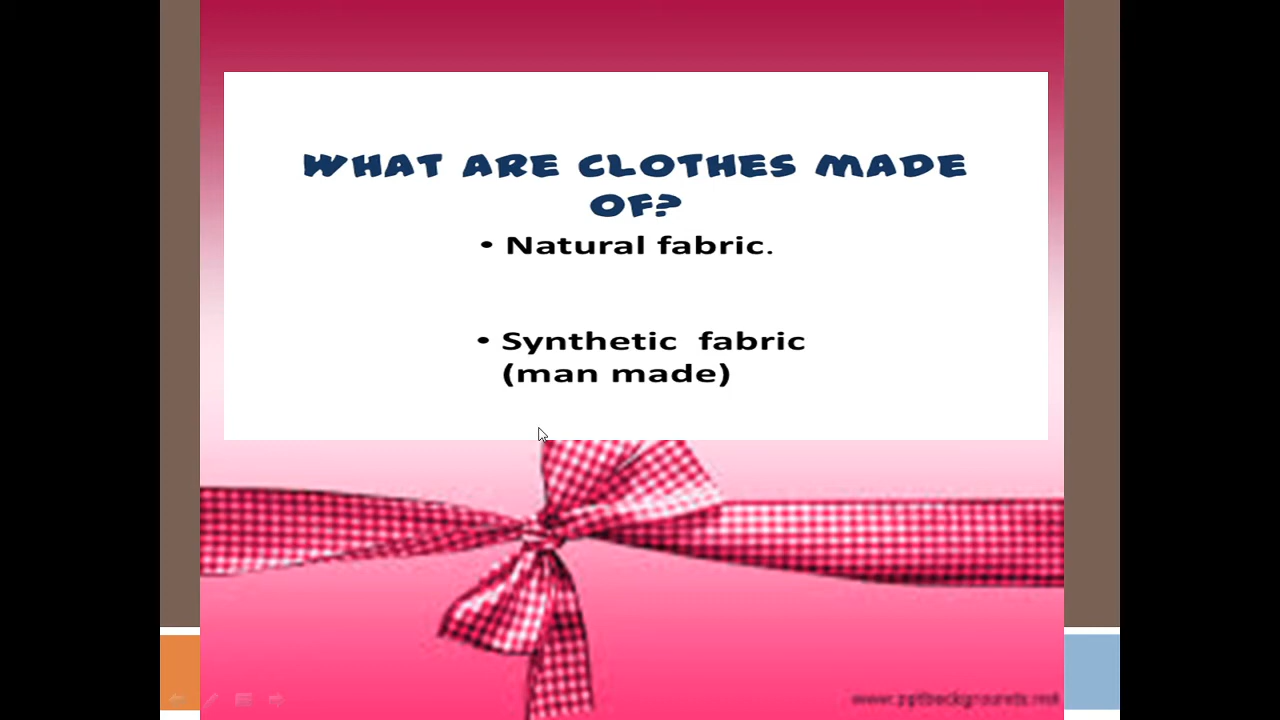 WHAT ARE CLOTHES MADE
OF?
• Natural fabric.
• Synthetic fabric
(man made)